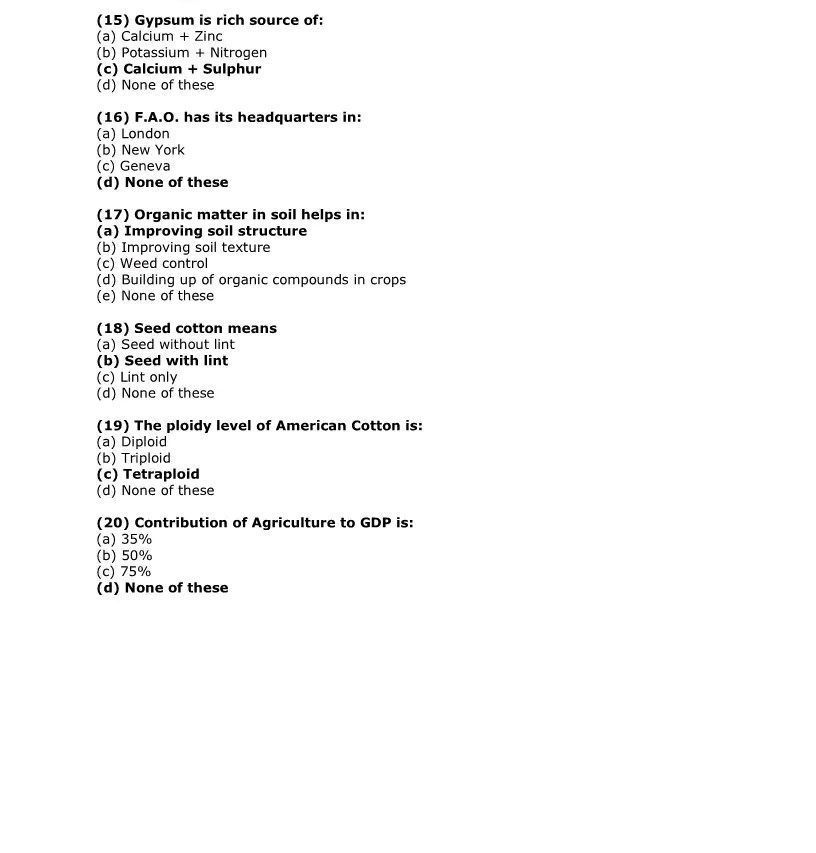 (15) Gypsum is rich source of:
(a) Calcium + Zinc
(b) Potassium + Nitrogen
(c) Calcium + Sulphur
(d) None of these
(16) F.A.O. has its headquarters in:
(a) London
(b) New York
(c) Geneva
(d) None of these
(17) Organic matter in soil helps in:
(a) Improving soil structure
(b) Improving soil texture
(c) Weed control
(d) Building up of organic compounds in crops
(e) None of these
(18) Seed cotton means
(a) Seed without lint
(b) Seed with lint
(c) Lint only
(d) None of these
(19) The ploidy level of American Cotton is:
(a) Diploid
(b) Triploid
(c) Tetraploid
(d) None of these
(20) Contribution of Agriculture to GDP is:
(a) 35%
(b) 50%
(c) 75%
(d) None of these